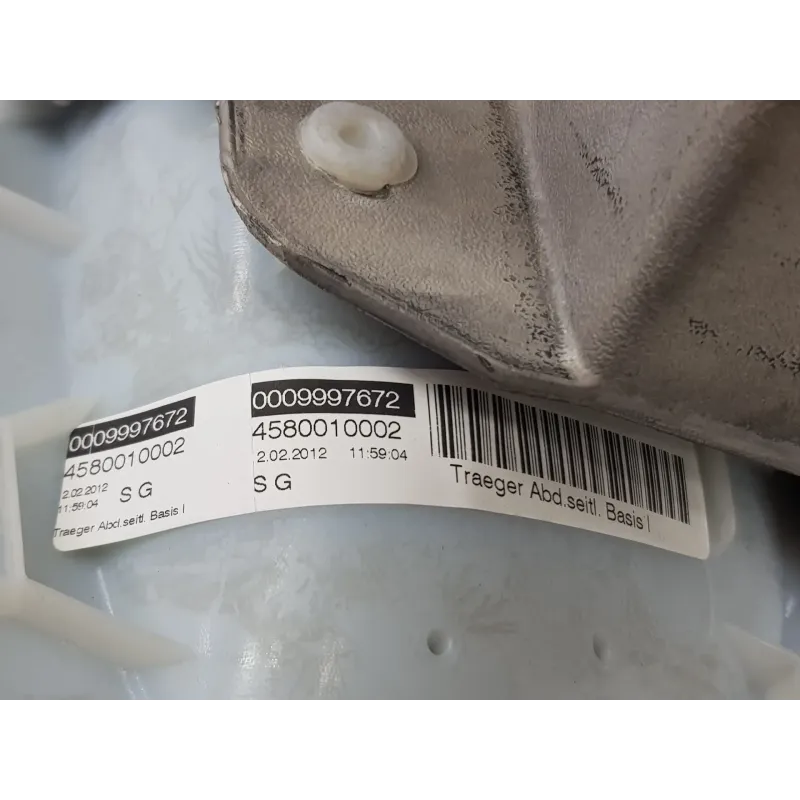 0009997672
4580010002
2.02.2012
11:59:04 S G
Traeger Abd.seitl. Basis l
0009997672
4580010002
2.02.2012 11:59:04
S G
Traeger Abd.seitl. Basis l